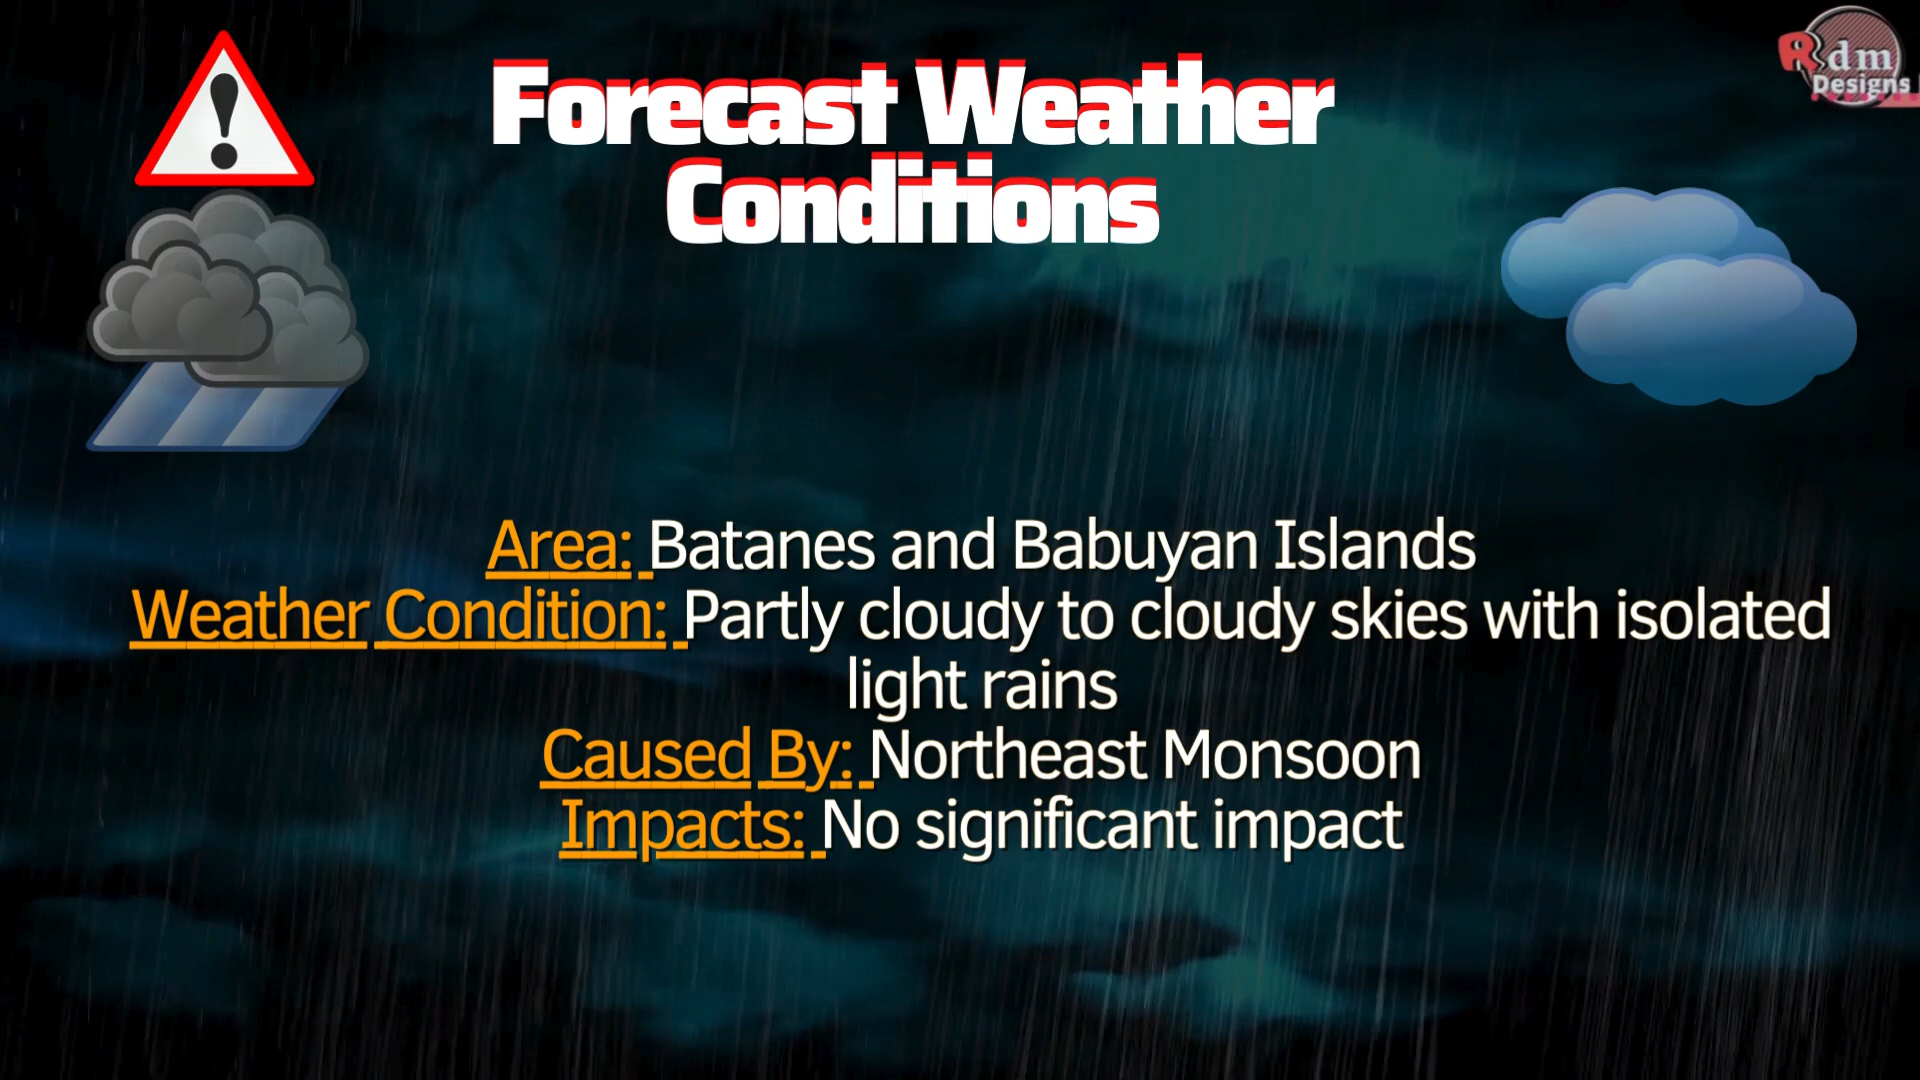 Rdm
Designs
Forecast Weather
Conditions
Area: Batanes and Babuyan Islands
Weather Condition: Partly cloudy to cloudy skies with isolated
light rains
Caused By: Northeast Monsoon
Impacts: No significant impact